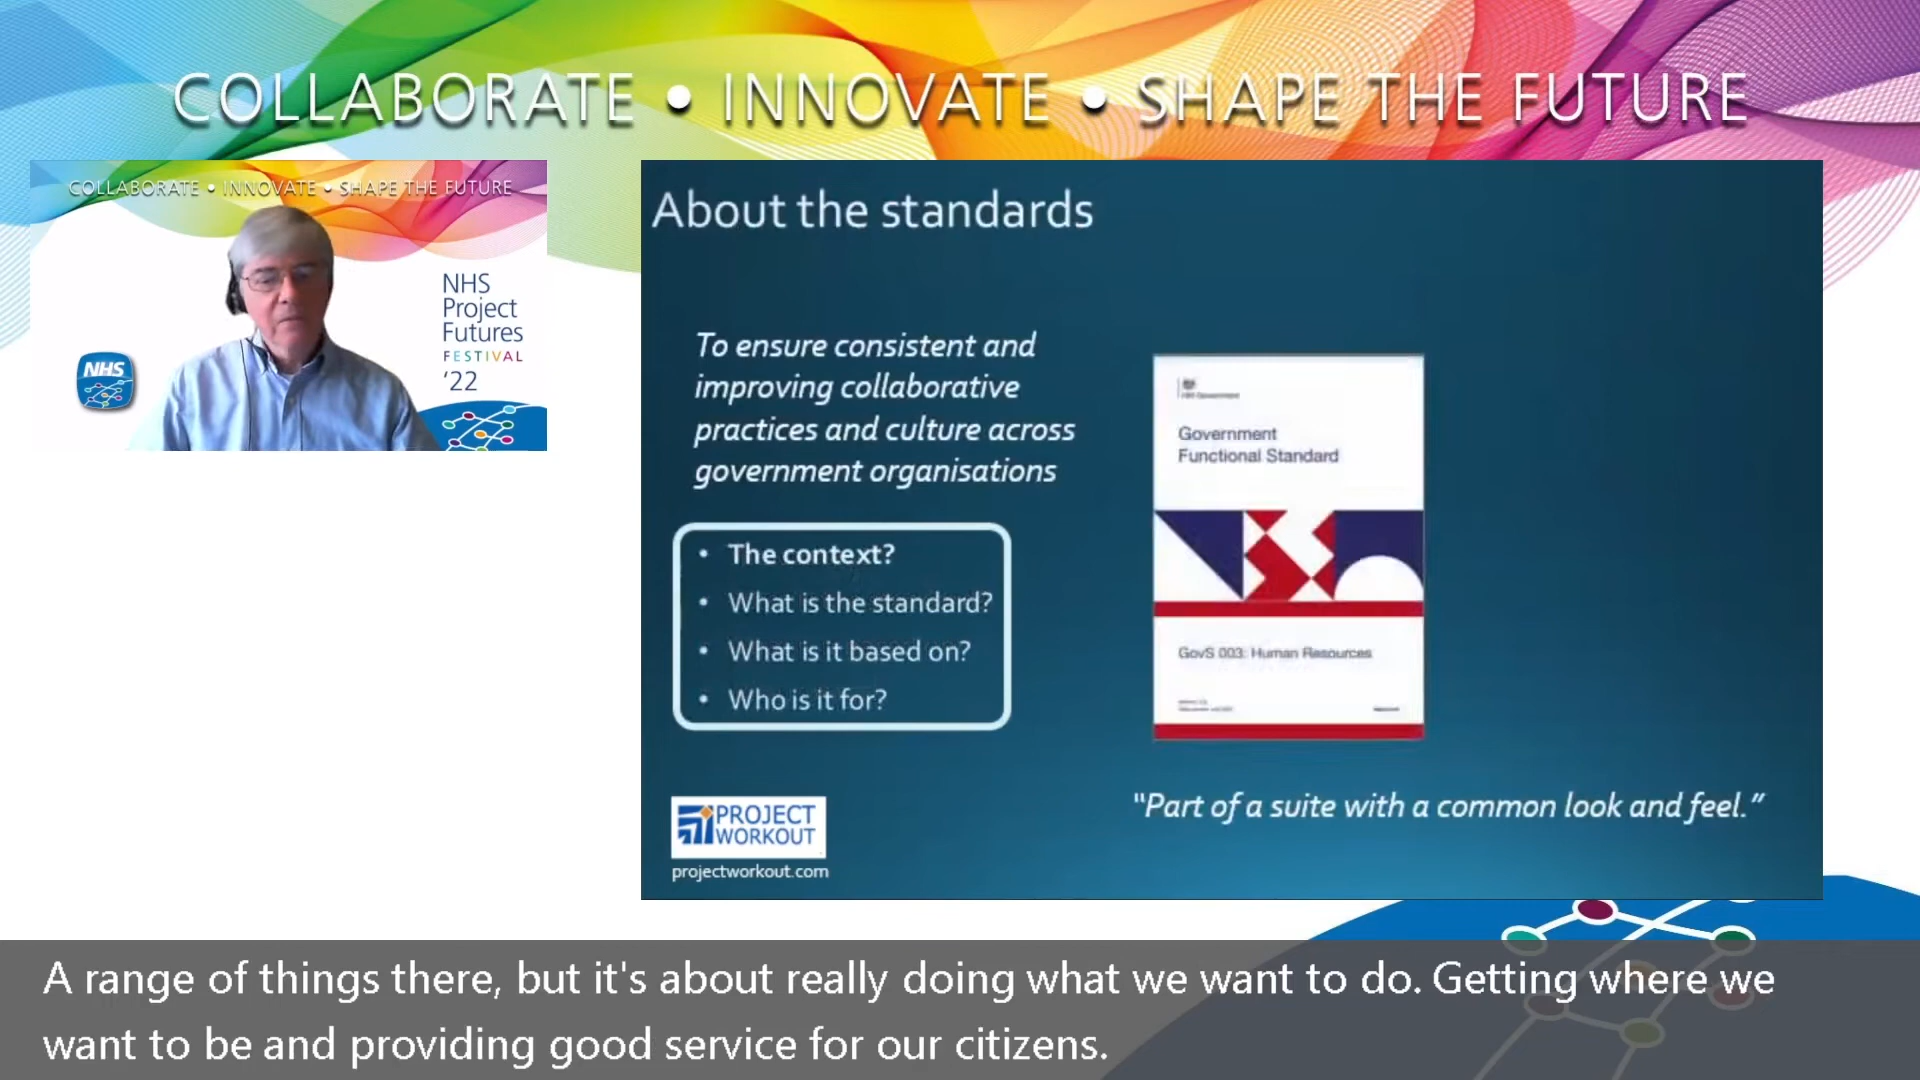 COLLABORATE • INNOVATE • SHAPE THE FUTURE
COLLABORATE • INNOVATE • SHAPE THE FUTURE
NHS
Project
Futures
FESTIVAL
'22
NHS
About the standards
To ensure consistent and
improving collaborative
practices and culture across
government organisations
• The context?
• What is the standard?
• What is it based on?
• Who is it for?
HM Government
Government
Functional Standard
GovS 003: Human Resources
"Part of a suite with a common look and feel."
PROJECT
WORKOUT
projectworkout.com
A range of things there, but it's about really doing what we want to do. Getting where we
want to be and providing good service for our citizens.